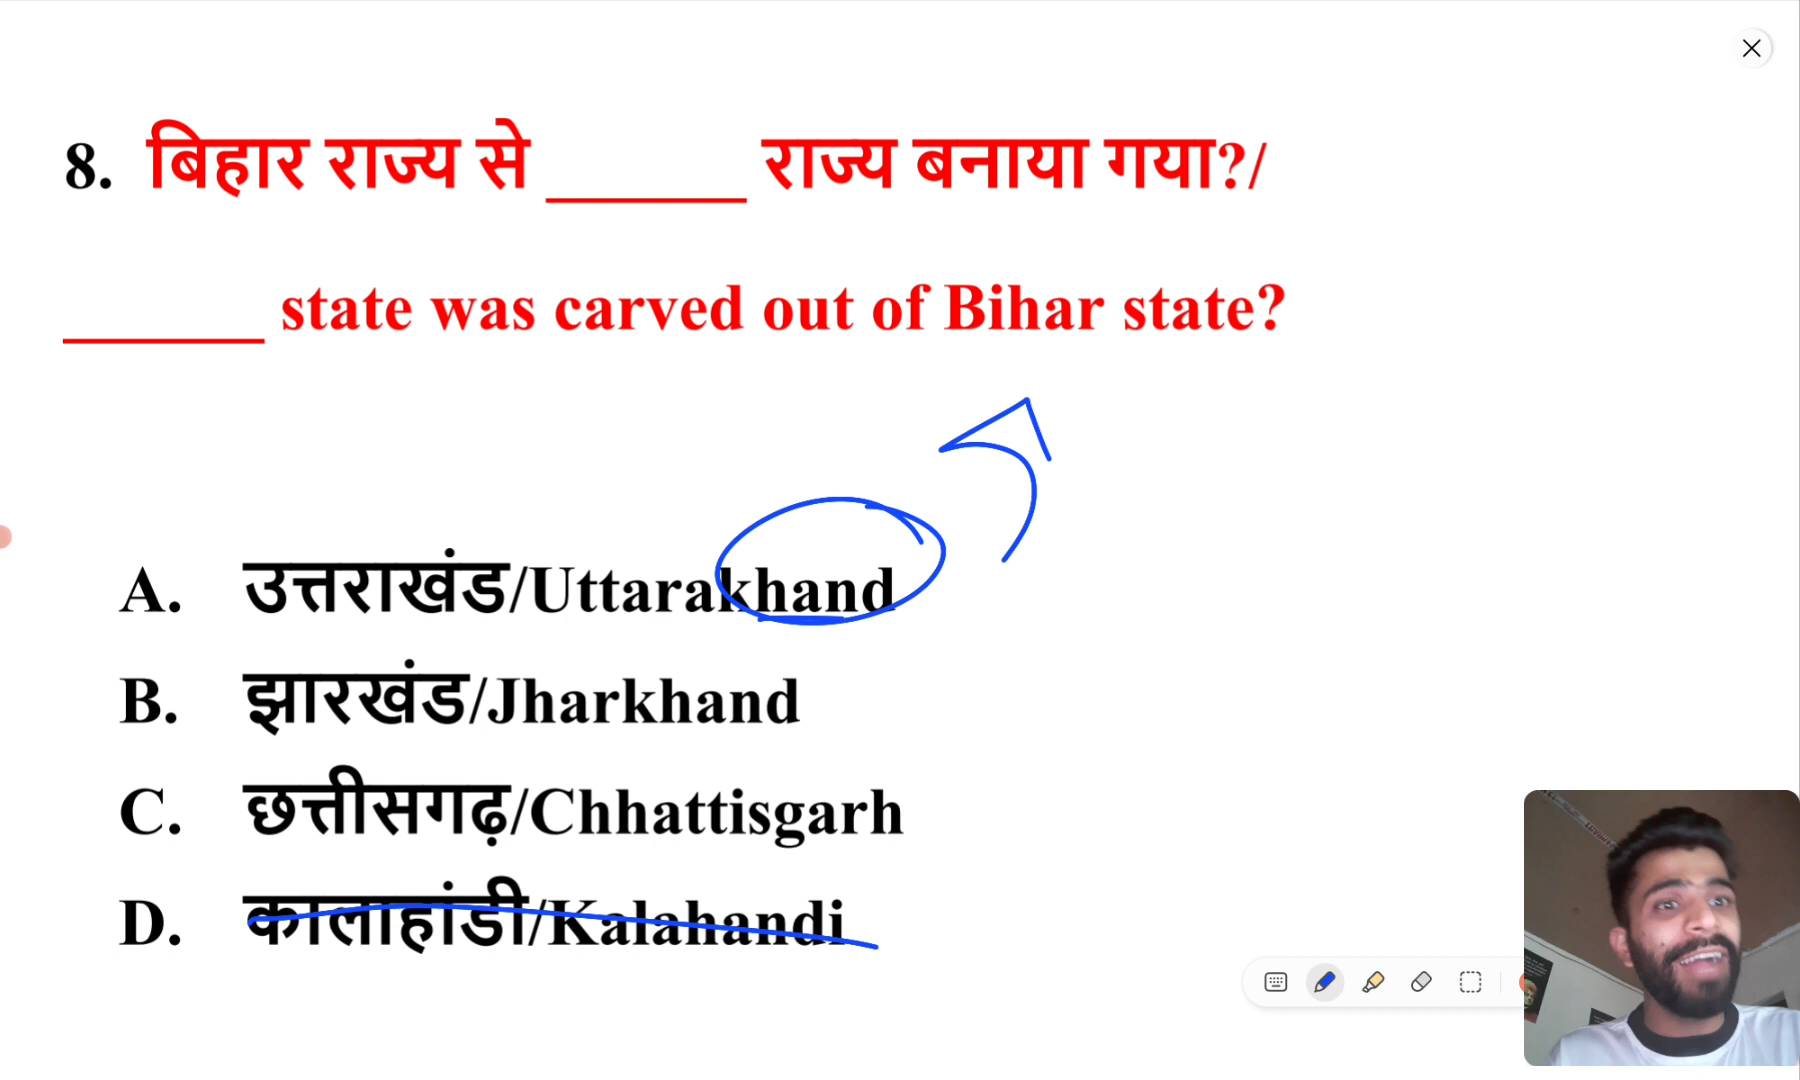 8. बिहार राज्य से ______ राज्य बनाया गया?/
______ state was carved out of Bihar state?
A. उत्तराखंड/Uttarakhand
B. झारखंड/Jharkhand
C. छत्तीसगढ़/Chhattisgarh
D. कालाहांडी/Kalahandi